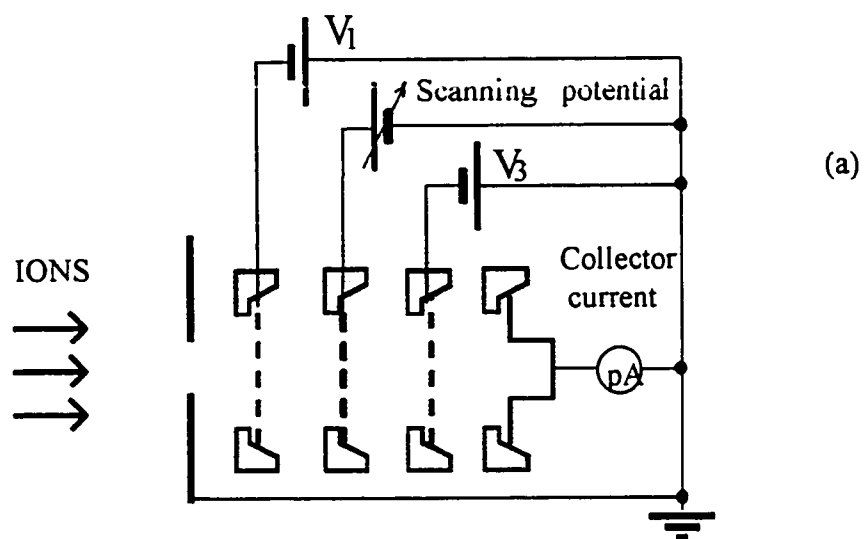 V1
Scanning potential
V3
(a)
IONS
Collector
current
pA